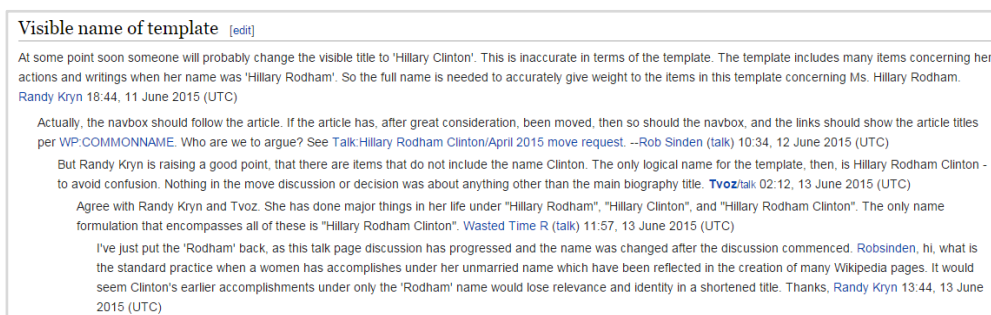 Visible name of template [edit]
At some point soon someone will probably change the visible title to 'Hillary Clinton'. This is inaccurate in terms of the template. The template includes many items concerning her
actions and writings when her name was 'Hillary Rodham'. So the full name is needed to accurately give weight to the items in this template concerning Ms. Hillary Rodham.
Randy Kryn 18:44, 11 June 2015 (UTC)
Actually, the navbox should follow the article. If the article has, after great consideration, been moved, then so should the navbox, and the links should show the article titles
per WP:COMMONNAME. Who are we to argue? See Talk:Hillary Rodham Clinton/April 2015 move request. --Rob Sinden (talk) 10:34, 12 June 2015 (UTC)
But Randy Kryn is raising a good point, that there are items that do not include the name Clinton. The only logical name for the template, then, is Hillary Rodham Clinton -
to avoid confusion. Nothing in the move discussion or decision was about anything other than the main biography title. Tvoz/talk 02:12, 13 June 2015 (UTC)
Agree with Randy Kryn and Tvoz. She has done major things in her life under "Hillary Rodham", "Hillary Clinton", and "Hillary Rodham Clinton". The only name
formulation that encompasses all of these is "Hillary Rodham Clinton". Wasted Time R (talk) 11:57, 13 June 2015 (UTC)
I've just put the 'Rodham' back, as this talk page discussion has progressed and the name was changed after the discussion commenced. Robsinden, hi, what is
the standard practice when a women has accomplishes under her unmarried name which have been reflected in the creation of many Wikipedia pages. It would
seem Clinton's earlier accomplishments under only the 'Rodham' name would lose relevance and identity in a shortened title. Thanks, Randy Kryn 13:44, 13 June
2015 (UTC)